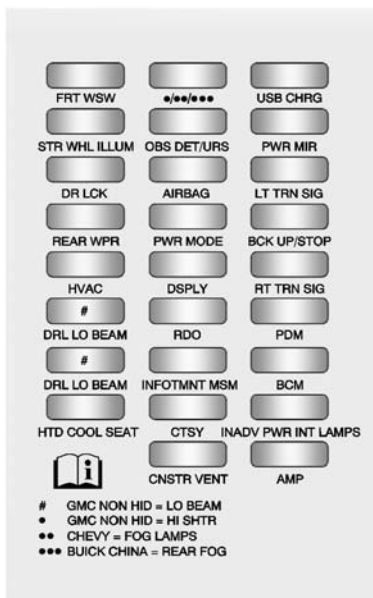 FRT WSW ●/●●/●●● USB CHRG
STR WHL ILLUM OBS DET/URS PWR MIR
DR LCK AIRBAG LT TRN SIG
REAR WPR PWR MODE BCK UP/STOP
HVAC DSPLY RT TRN SIG
#
DRL LO BEAM RDO PDM
#
DRL LO BEAM INFOTMNT MSM BCM
HTD COOL SEAT CTSY INADV PWR INT LAMPS
i
CNSTR VENT AMP
# GMC NON HID = LO BEAM
● GMC NON HID = HI SHTR
●● CHEVY = FOG LAMPS
●●● BUICK CHINA = REAR FOG